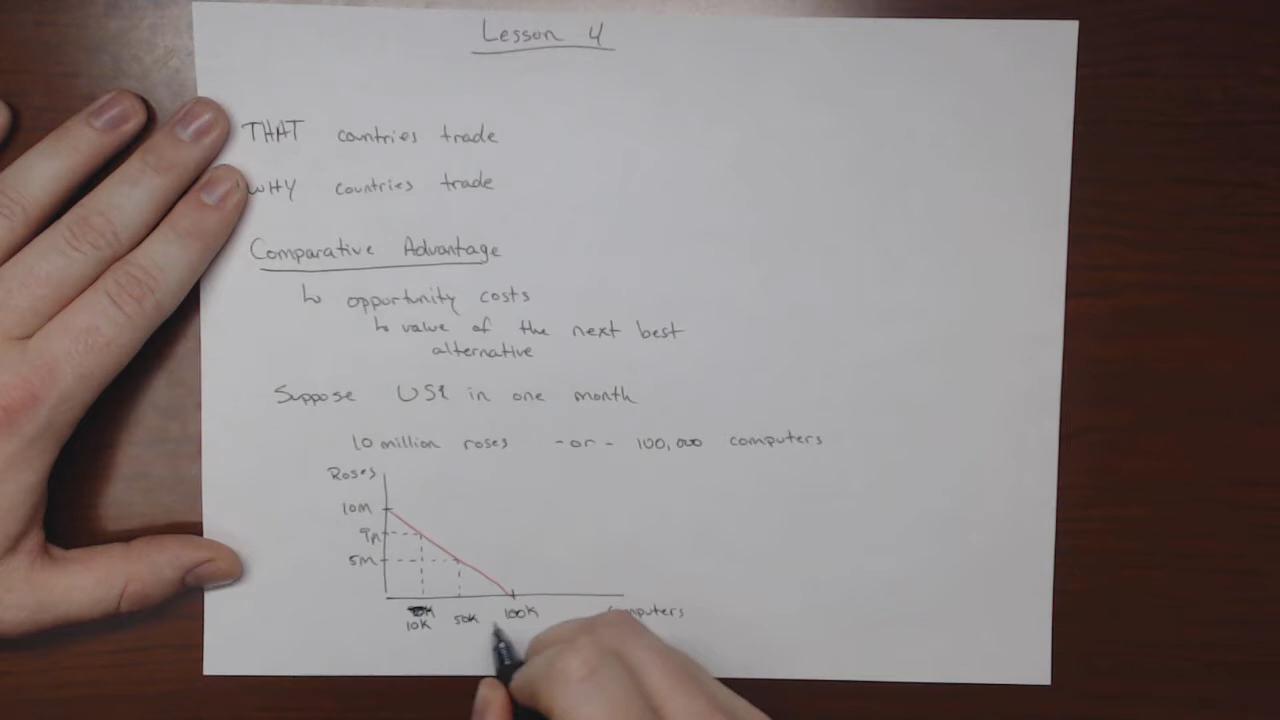 Lesson 4
THAT countries trade
WHY countries trade
Comparative Advantage
↳ opportunity costs
↳ value of the next best
alternative
Suppose US: in one month
10 million roses -or- 100,000 computers
Roses
10M
9M
5M
10K 50K 100K